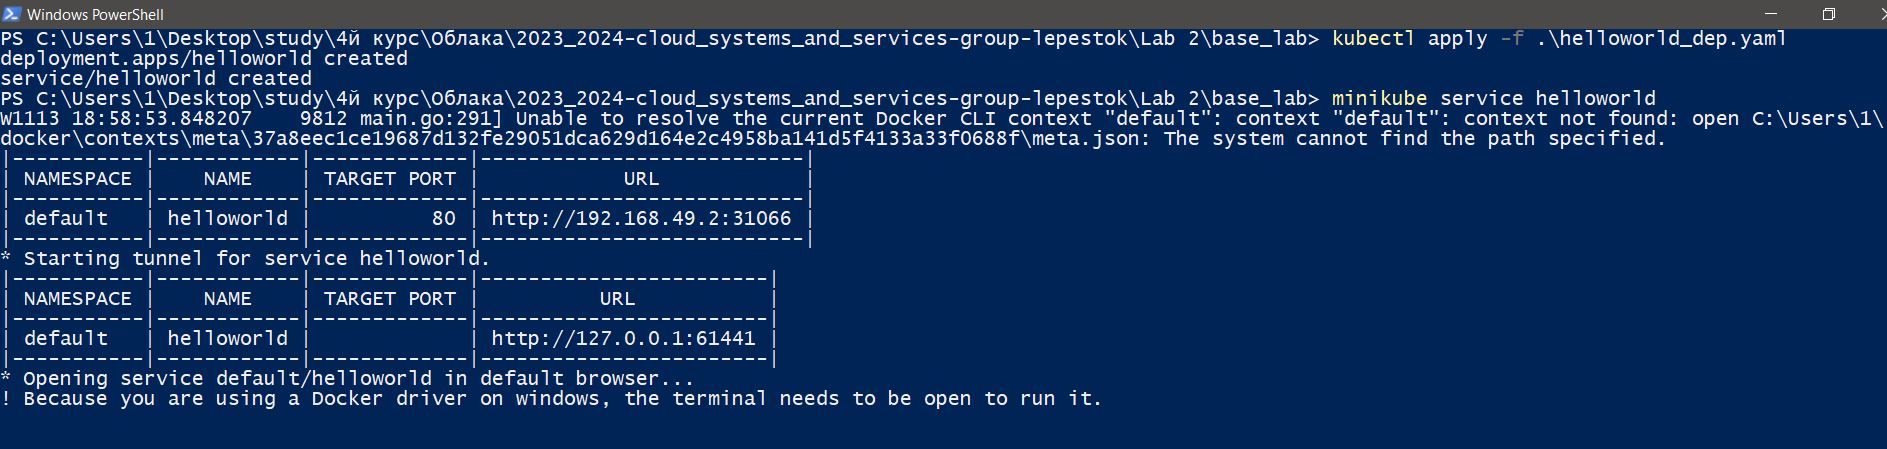 Windows PowerShell
PS C:\Users\1\Desktop\study\4й курс\Облака\2023_2024-cloud_systems_and_services-group-lepestok\Lab 2\base_lab> kubectl apply -f .\helloworld_dep.yaml
deployment.apps/helloworld created
service/helloworld created
PS C:\Users\1\Desktop\study\4й курс\Облака\2023_2024-cloud_systems_and_services-group-lepestok\Lab 2\base_lab> minikube service helloworld
W1113 18:58:53.848207    9812 main.go:291] Unable to resolve the current Docker CLI context "default": context "default": context not found: open C:\Users\1\
docker\contexts\meta\37a8eec1ce19687d132fe29051dca629d164e2c4958ba141d5f4133a33f0688f\meta.json: The system cannot find the path specified.
|-----------|------------|-------------|---------------------------|
| NAMESPACE |    NAME    | TARGET PORT |            URL            |
|-----------|------------|-------------|---------------------------|
| default   | helloworld |          80 | http://192.168.49.2:31066 |
|-----------|------------|-------------|---------------------------|
* Starting tunnel for service helloworld.
|-----------|------------|-------------|------------------------|
| NAMESPACE |    NAME    | TARGET PORT |          URL           |
|-----------|------------|-------------|------------------------|
| default   | helloworld |             | http://127.0.0.1:61441 |
|-----------|------------|-------------|------------------------|
* Opening service default/helloworld in default browser...
! Because you are using a Docker driver on windows, the terminal needs to be open to run it.